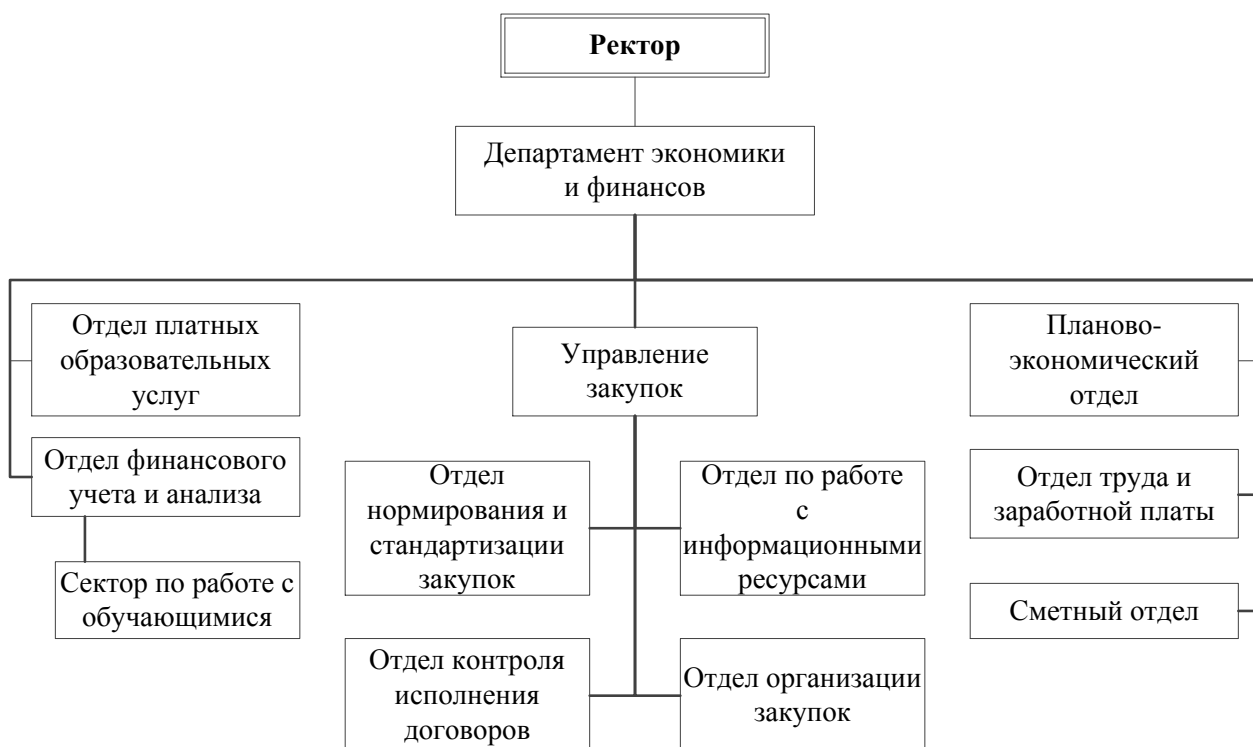 Ректор
Департамент экономики
и финансов
Отдел платных
образовательных
услуг
Управление
закупок
Планово-
экономический
отдел
Отдел финансового
учета и анализа
Отдел
нормирования и
стандартизации
закупок
Отдел по работе
с
информационными
ресурсами
Отдел труда и
заработной платы
Сектор по работе с
обучающимися
Сметный отдел
Отдел контроля
исполнения
договоров
Отдел организации
закупок